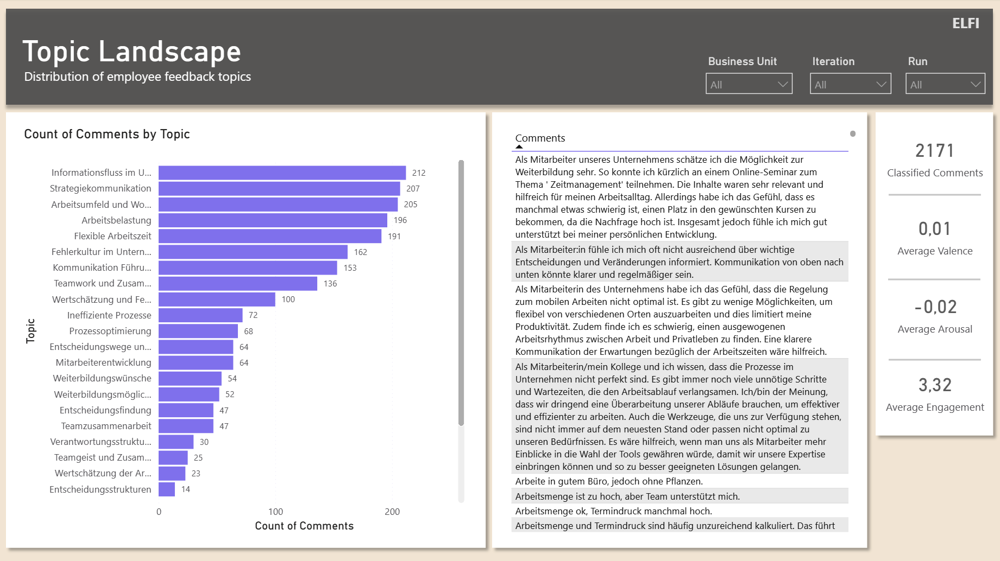 ELFI
Topic Landscape
Distribution of employee feedback topics
Business Unit
All
Iteration
All
Run
All
Count of Comments by Topic
Topic
Informationsfluss im U... 212
Strategiekommunikation 207
Arbeitsumfeld und Wo... 205
Arbeitsbelastung 196
Flexible Arbeitszeit 191
Fehlerkultur im Untern... 162
Kommunikation Führu... 153
Teamwork und Zusam... 136
Wertschätzung und Fe... 100
Ineffiziente Prozesse 72
Prozessoptimierung 68
Entscheidungswege un... 64
Mitarbeiterentwicklung 64
Weiterbildungswünsche 54
Weiterbildungsmöglic... 52
Entscheidungsfindung 47
Teamzusammenarbeit 47
Verantwortungsstruktu... 30
Teamgeist und Zusam... 25
Wertschätzung der Ar... 23
Entscheidungsstrukturen 14
0 100 200
Count of Comments
Comments
Als Mitarbeiter unseres Unternehmens schätze ich die Möglichkeit zur
Weiterbildung sehr. So konnte ich kürzlich an einem Online-Seminar zum
Thema ' Zeitmanagement' teilnehmen. Die Inhalte waren sehr relevant und
hilfreich für meinen Arbeitsalltag. Allerdings habe ich das Gefühl, dass es
manchmal etwas schwierig ist, einen Platz in den gewünschten Kursen zu
bekommen, da die Nachfrage hoch ist. Insgesamt jedoch fühle ich mich gut
unterstützt bei meiner persönlichen Entwicklung.
Als Mitarbeiter:in fühle ich mich oft nicht ausreichend über wichtige
Entscheidungen und Veränderungen informiert. Kommunikation von oben nach
unten könnte klarer und regelmäßiger sein.
Als Mitarbeiterin des Unternehmens habe ich das Gefühl, dass die Regelung
zum mobilen Arbeiten nicht optimal ist. Es gibt zu wenige Möglichkeiten, um
flexibel von verschiedenen Orten auszuarbeiten und dies limitiert meine
Produktivität. Zudem finde ich es schwierig, einen ausgewogenen
Arbeitsrhythmus zwischen Arbeit und Privatleben zu finden. Eine klarere
Kommunikation der Erwartungen bezüglich der Arbeitszeiten wäre hilfreich.
Als Mitarbeiterin/mein Kollege und ich wissen, dass die Prozesse im
Unternehmen nicht perfekt sind. Es gibt immer noch viele unnötige Schritte
und Wartezeiten, die den Arbeitsablauf verlangsamen. Ich/bin der Meinung,
dass wir dringend eine Überarbeitung unserer Abläufe brauchen, um effektiver
und effizienter zu arbeiten. Auch die Werkzeuge, die uns zur Verfügung stehen,
sind nicht immer auf dem neuesten Stand oder passen nicht optimal zu
unseren Bedürfnissen. Es wäre hilfreich, wenn man uns als Mitarbeiter mehr
Einblicke in die Wahl der Tools gewähren würde, damit wir unsere Expertise
einbringen können und so zu besser geeigneten Lösungen gelangen.
Arbeite in gutem Büro, jedoch ohne Pflanzen.
Arbeitsmenge ist zu hoch, aber Team unterstützt mich.
Arbeitsmenge ok, Termindruck manchmal hoch.
Arbeitsmenge und Termindruck sind häufig unzureichend kalkuliert. Das führt
2171
Classified Comments
0,01
Average Valence
-0,02
Average Arousal
3,32
Average Engagement